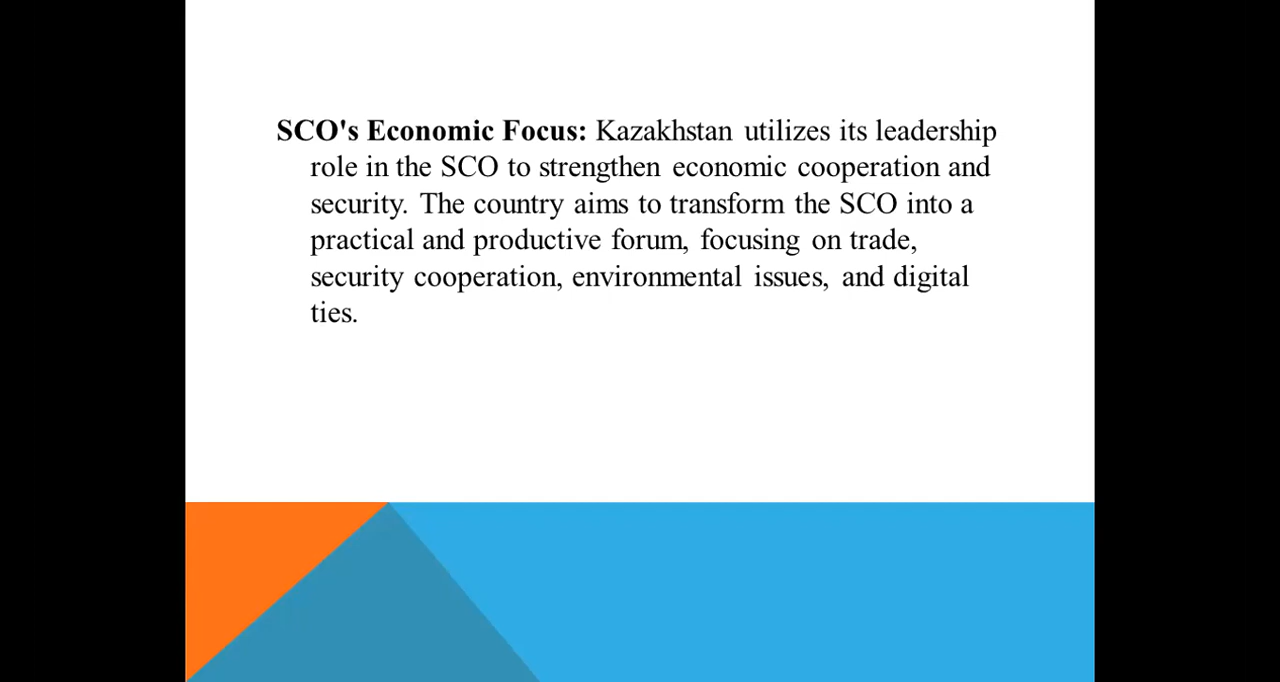 SCO's Economic Focus: Kazakhstan utilizes its leadership
role in the SCO to strengthen economic cooperation and
security. The country aims to transform the SCO into a
practical and productive forum, focusing on trade,
security cooperation, environmental issues, and digital
ties.